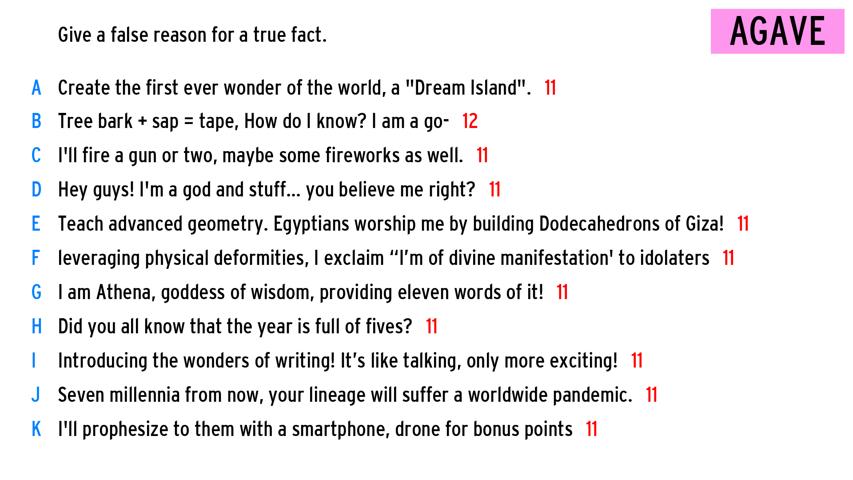 Give a false reason for a true fact.
AGAVE
A Create the first ever wonder of the world, a "Dream Island". 11
B Tree bark + sap = tape, How do I know? I am a go- 12
C I'll fire a gun or two, maybe some fireworks as well. 11
D Hey guys! I'm a god and stuff... you believe me right? 11
E Teach advanced geometry. Egyptians worship me by building Dodecahedrons of Giza! 11
F leveraging physical deformities, I exclaim “I’m of divine manifestation' to idolaters 11
G I am Athena, goddess of wisdom, providing eleven words of it! 11
H Did you all know that the year is full of fives? 11
I Introducing the wonders of writing! It’s like talking, only more exciting! 11
J Seven millennia from now, your lineage will suffer a worldwide pandemic. 11
K I'll prophesize to them with a smartphone, drone for bonus points 11